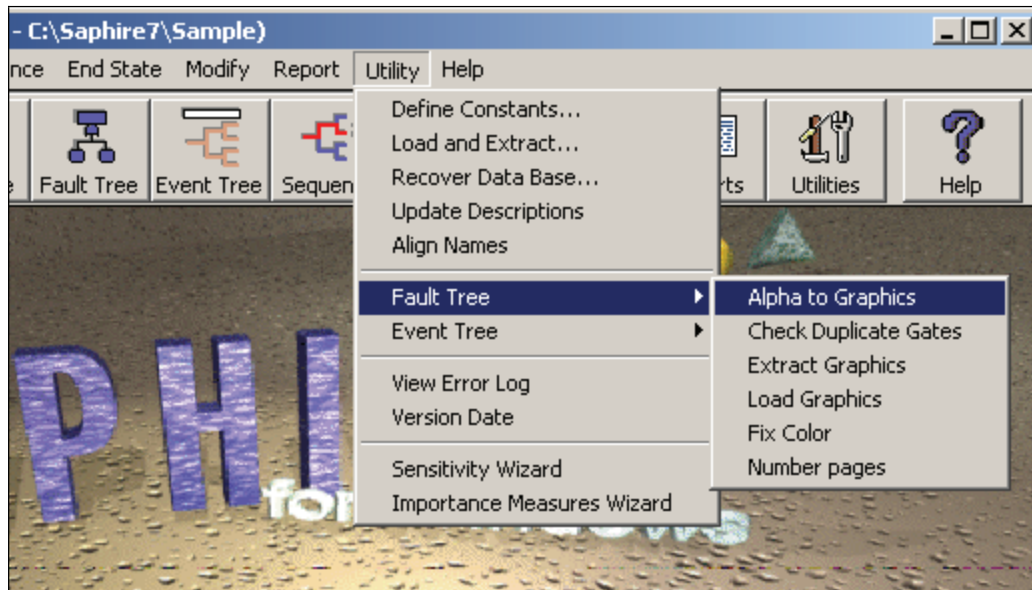 - C:\Saphire7\Sample)
nce End State Modify Report Utility Help
Fault Tree Event Tree Sequen ts Utilities Help
Define Constants...
Load and Extract...
Recover Data Base...
Update Descriptions
Align Names
Fault Tree
Event Tree
View Error Log
Version Date
Sensitivity Wizard
Importance Measures Wizard
Alpha to Graphics
Check Duplicate Gates
Extract Graphics
Load Graphics
Fix Color
Number pages
PHI
for